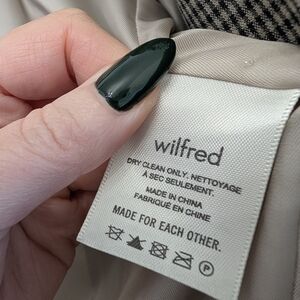 wilfred
DRY CLEAN ONLY. NETTOYAGE
À SEC SEULEMENT.
MADE IN CHINA
FABRIQUÉ EN CHINE
MADE FOR EACH OTHER.
P